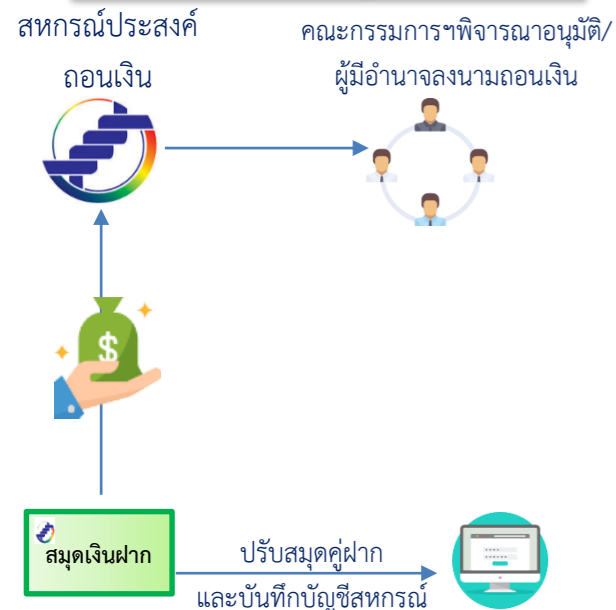 สหกรณ์ประสงค์
ถอนเงิน
คณะกรรมการฯพิจารณาอนุมัติ/
ผู้มีอำนาจลงนามถอนเงิน
$
สมุดเงินฝาก
ปรับสมุดคู่ฝาก
และบันทึกบัญชีสหกรณ์